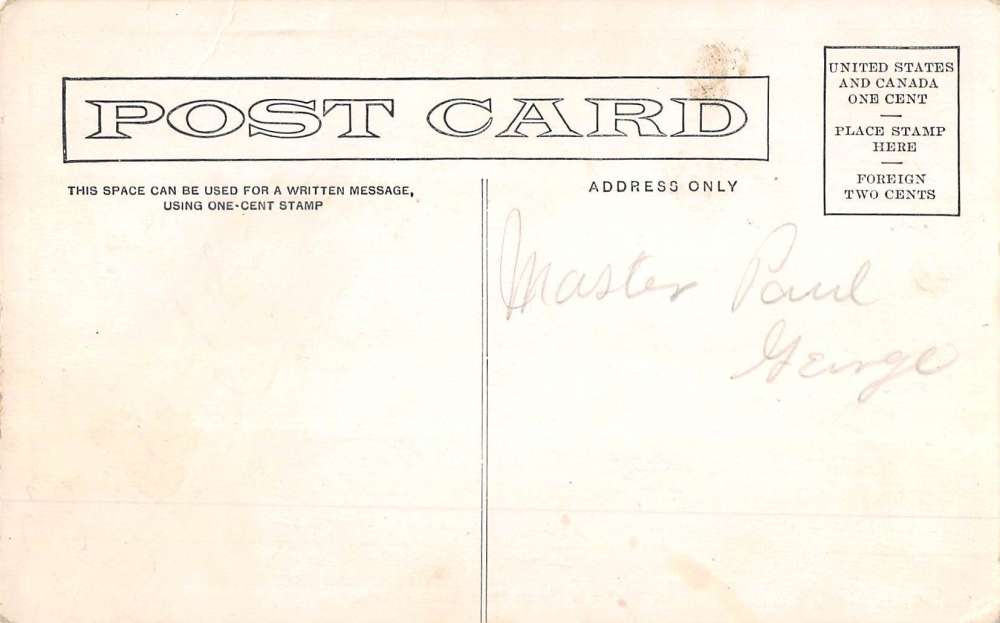 POST CARD
UNITED STATES
AND CANADA
ONE CENT
PLACE STAMP
HERE
FOREIGN
TWO CENTS
THIS SPACE CAN BE USED FOR A WRITTEN MESSAGE,
USING ONE-CENT STAMP
ADDRESS ONLY
Master Paul
George